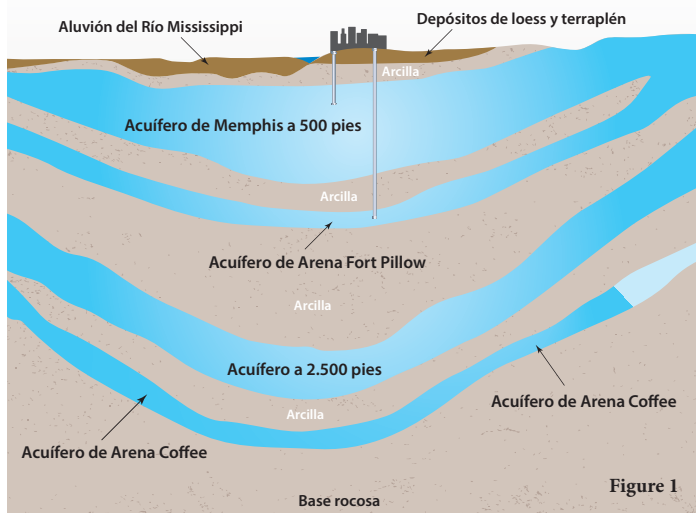 Depósitos de loess y terraplén
Aluvión del Río Mississippi
Arcilla
Acuífero de Memphis a 500 pies
Arcilla
Acuífero de Arena Fort Pillow
Arcilla
Acuífero a 2.500 pies
Acuífero de Arena Coffee
Arcilla
Acuífero de Arena Coffee
Figure 1
Base rocosa